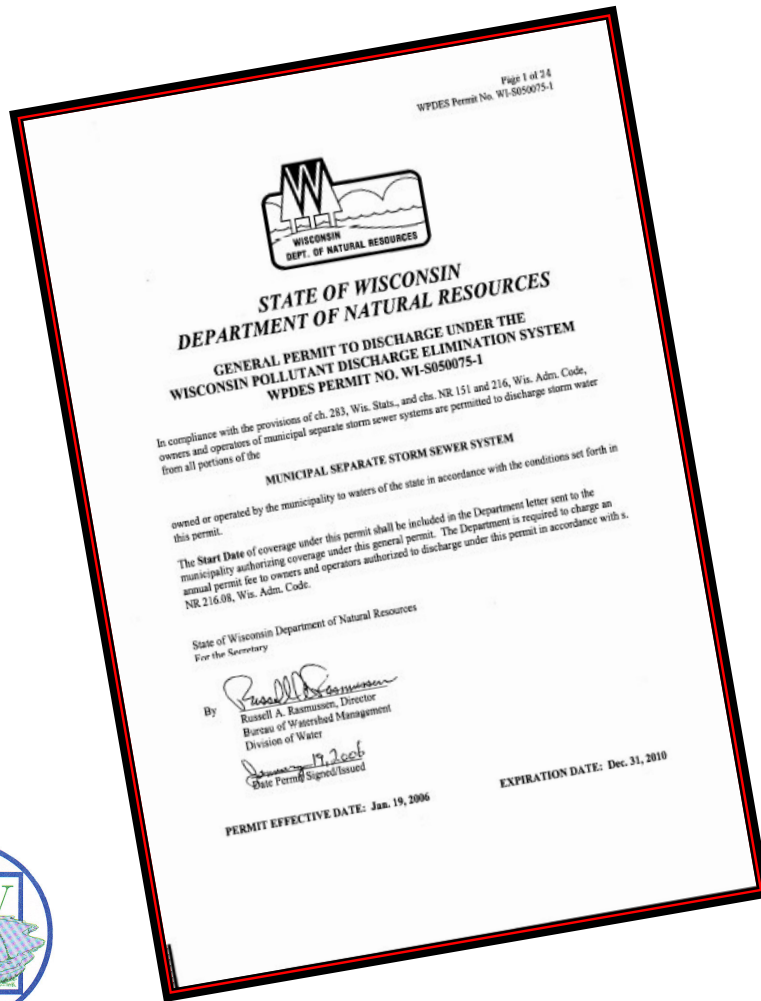 Page 1 of 24
WPDES Permit No. WI-S050075-1
W
WISCONSIN
DEPT. OF NATURAL RESOURCES
STATE OF WISCONSIN
DEPARTMENT OF NATURAL RESOURCES
GENERAL PERMIT TO DISCHARGE UNDER THE
WISCONSIN POLLUTANT DISCHARGE ELIMINATION SYSTEM
WPDES PERMIT NO. WI-S050075-1
In compliance with the provisions of ch. 283, Wis. Stats., and chs. NR 151 and 216, Wis. Adm. Code,
owners and operators of municipal separate storm sewer systems are permitted to discharge storm water
from all portions of the
MUNICIPAL SEPARATE STORM SEWER SYSTEM
owned or operated by the municipality to waters of the state in accordance with the conditions set forth in
this permit.
The Start Date of coverage under this permit shall be included in the Department letter sent to the
municipality authorizing coverage under this general permit. The Department is required to charge an
annual permit fee to owners and operators authorized to discharge under this permit in accordance with s.
NR 216.08, Wis. Adm. Code.
State of Wisconsin Department of Natural Resources
For the Secretary
By Russell A. Rasmussen
Russell A. Rasmussen, Director
Bureau of Watershed Management
Division of Water
January 19, 2006
Date Permit Signed/Issued
PERMIT EFFECTIVE DATE: Jan. 19, 2006 EXPIRATION DATE: Dec. 31, 2010